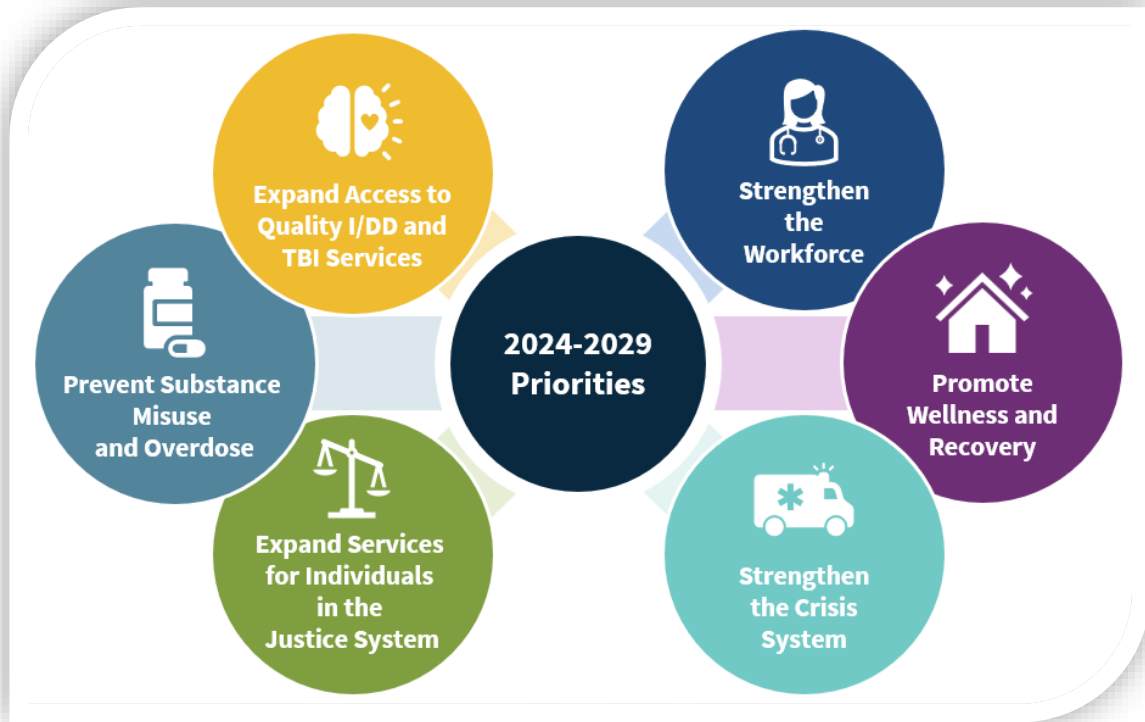 Expand Access to
Quality I/DD and
TBI Services
Strengthen
the
Workforce
Prevent Substance
Misuse
and Overdose
2024-2029
Priorities
Promote
Wellness and
Recovery
Expand Services
for Individuals
in the
Justice System
Strengthen
the Crisis
System